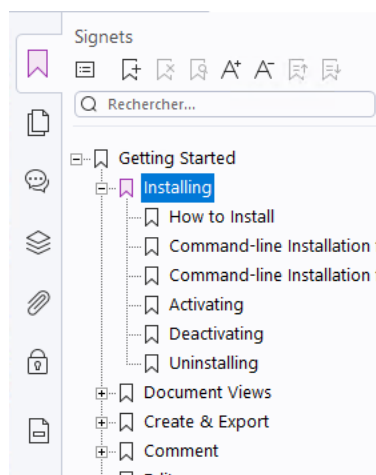 Signets
Rechercher...
Getting Started
Installing
How to Install
Command-line Installation
Command-line Installation
Activating
Deactivating
Uninstalling
Document Views
Create & Export
Comment